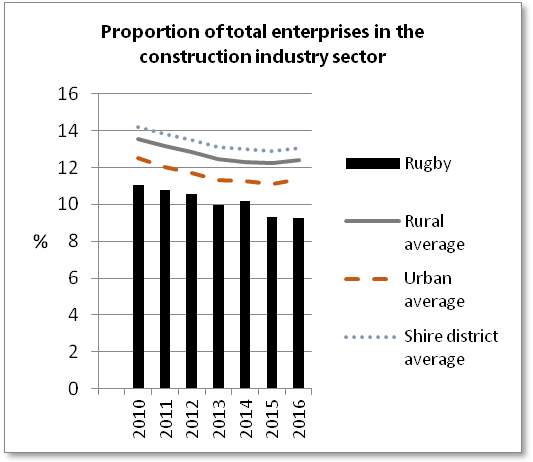 Proportion of total enterprises in the
construction industry sector
16
14
12
10
8
6
4
2
0
%
2010
2011
2012
2013
2014
2015
2016
Rugby
Rural
average
Urban
average
Shire district
average